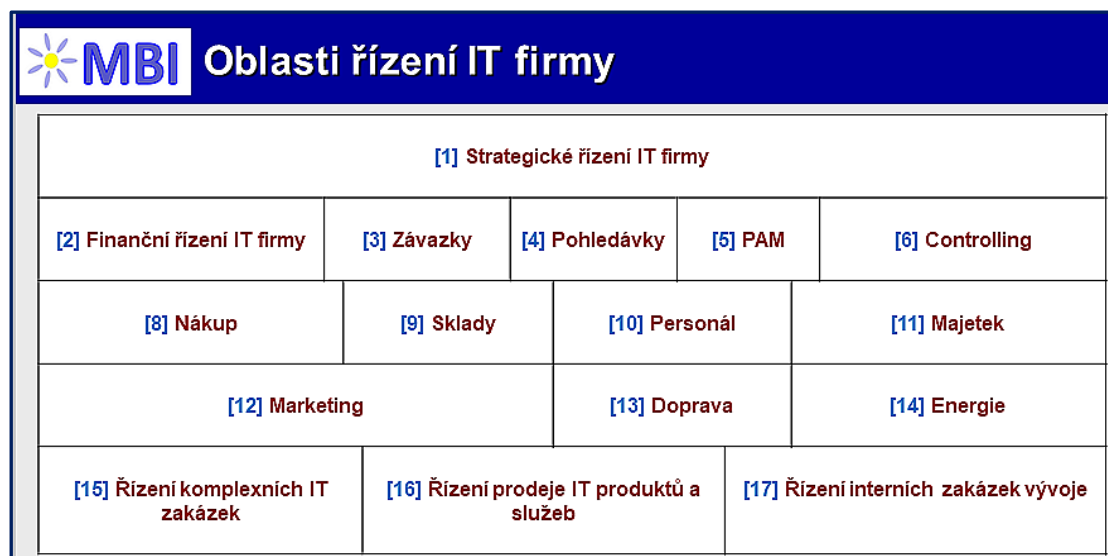 MBI Oblasti řízení IT firmy
[1] Strategické řízení IT firmy
[2] Finanční řízení IT firmy [3] Závazky [4] Pohledávky [5] PAM [6] Controlling
[8] Nákup [9] Sklady [10] Personál [11] Majetek
[12] Marketing [13] Doprava [14] Energie
[15] Řízení komplexních IT
zakázek
[16] Řízení prodeje IT produktů a
služeb
[17] Řízení interních zakázek vývoje